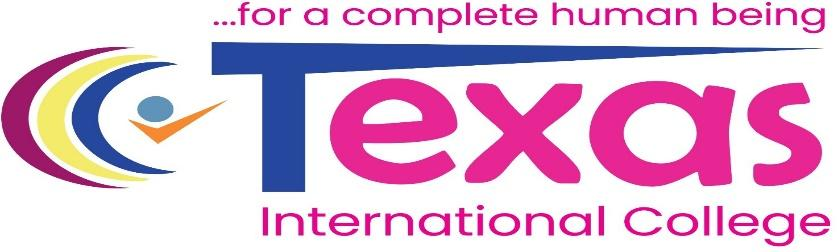 ...for a complete human being
Texas
International College